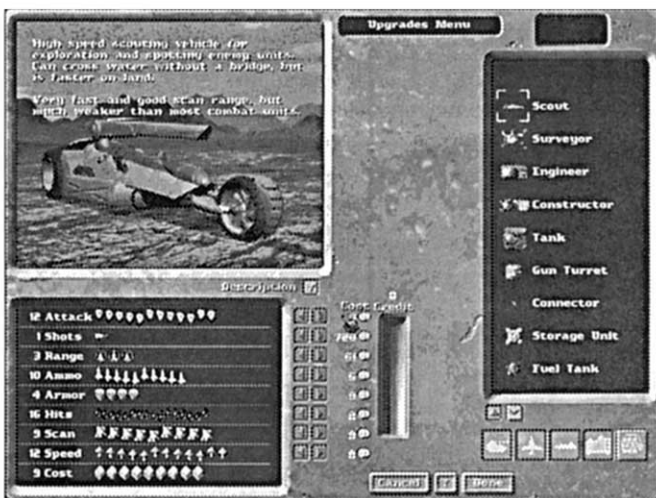 High speed scouting vehicle for
exploration and spotting enemy units.
Can cross water without a bridge, but
is faster on land.
Very fast and good scan range, but
much weaker than most combat units.
Upgrades Menu
Scout
Surveyor
Engineer
Constructor
Tank
Gun Turret
Connector
Storage Unit
Fuel Tank
Description
Cost Credit
0
12 Attack
1 Shots
720
3 Range
10 Ammo
4 Armor
16 Hits
9 Scan
12 Speed
9 Cost
Cancel ? Done